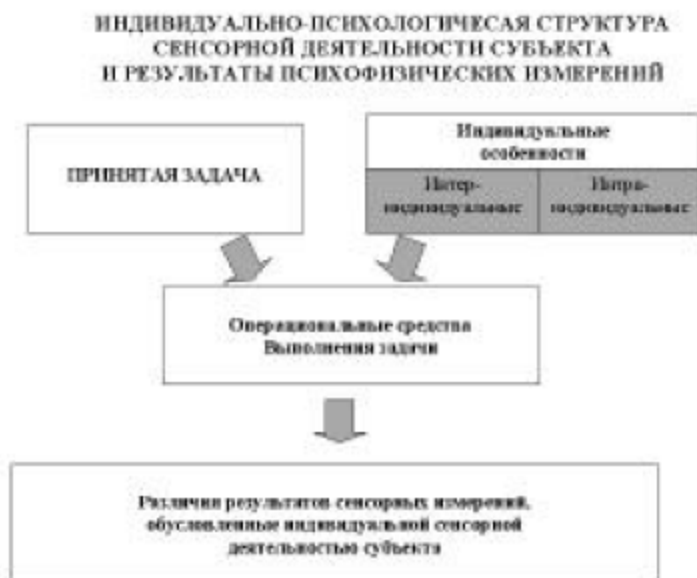 ИНДИВИДУАЛЬНО-ПСИХОЛОГИЧЕСАЯ СТРУКТУРА
СЕНСОРНОЙ ДЕЯТЕЛЬНОСТИ СУБЪЕКТА
И РЕЗУЛЬТАТЫ ПСИХОФИЗИЧЕСКИХ ИЗМЕРЕНИЙ
ПРИНЯТАЯ ЗАДАЧА
Индивидуальные
особенности
Интер-
индивидуальные
Интра-
индивидуальных
Операциональные средства
Выполнения задачи
Различия результатов сенсорных измерений,
обусловленные индивидуальной сенсорной
деятельностью субъекта